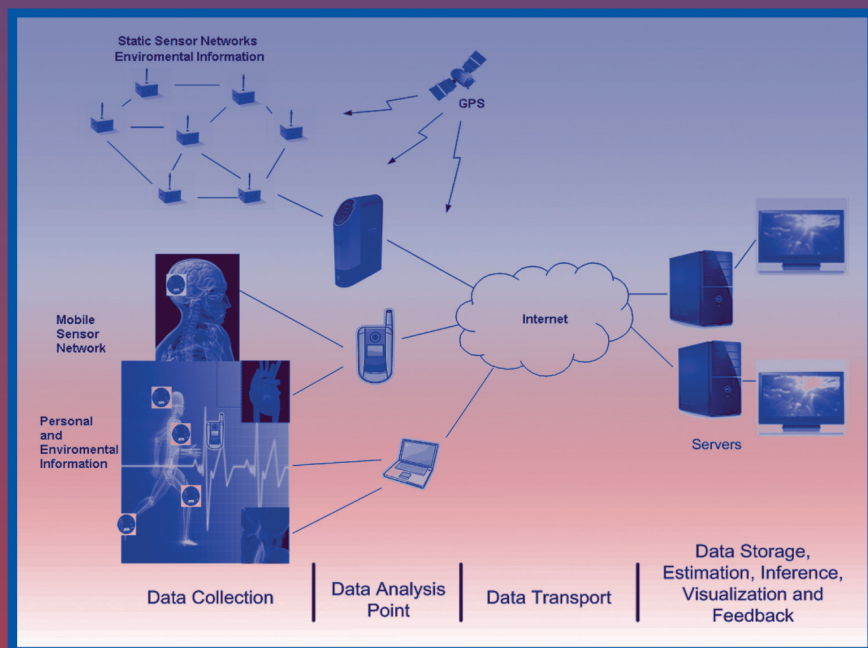 Static Sensor Networks
Enviromental Information
GPS
Internet
Mobile
Sensor
Network
Personal
and
Enviromental
Information
Servers
Data Collection
Data Analysis
Point
Data Transport
Data Storage,
Estimation, Inference,
Visualization and
Feedback